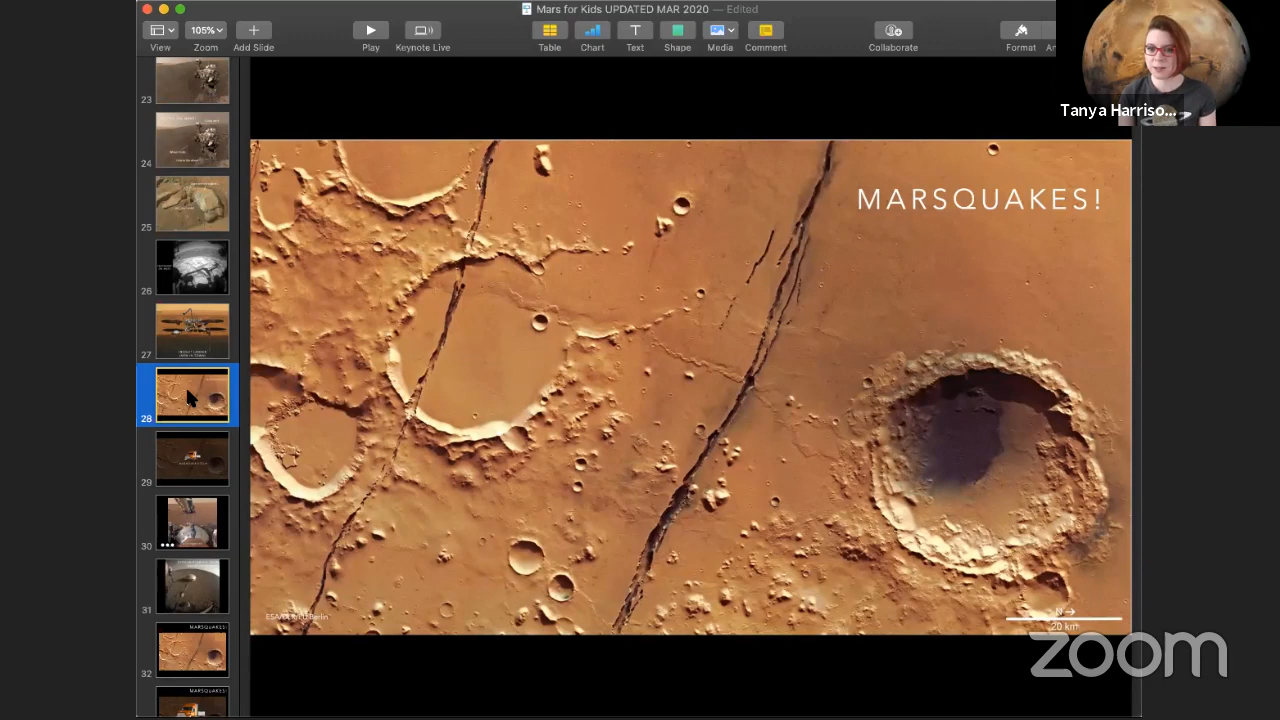 Mars for Kids UPDATED MAR 2020 — Edited
105%
View
Zoom
Add Slide
Play
Keynote Live
Table
Chart
Text
Shape
Media
Comment
Collaborate
Format
Tanya Harriso...
23
24
25
26
27
28
29
30
31
32
MARSQUAKES!
MARSQUAKES!
MARSQUAKES!
N →
20 km
zoom